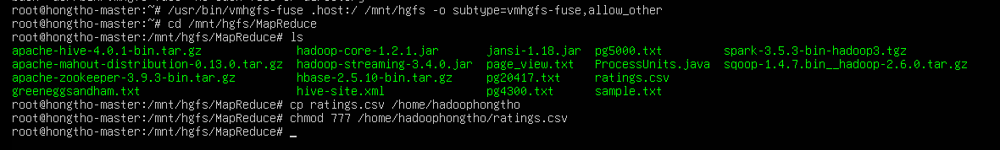 root@hongtho-master:~# /usr/bin/vmhgfs-fuse .host:/ /mnt/hgfs -o subtype=vmhgfs-fuse,allow_other
root@hongtho-master:~# cd /mnt/hgfs/MapReduce
root@hongtho-master:/mnt/hgfs/MapReduce# ls
apache-hive-4.0.1-bin.tar.gz hadoop-core-1.2.1.jar jansi-1.18.jar pg5000.txt spark-3.5.3-bin-hadoop3.tgz
apache-mahout-distribution-0.13.0.tar.gz hadoop-streaming-3.4.0.jar page_view.txt ProcessUnits.java sqoop-1.4.7.bin__hadoop-2.6.0.tar.gz
apache-zookeeper-3.9.3-bin.tar.gz hbase-2.5.10-bin.tar.gz pg20417.txt ratings.csv
greeneggsandham.txt hive-site.xml pg4300.txt sample.txt
root@hongtho-master:/mnt/hgfs/MapReduce# cp ratings.csv /home/hadoophongtho
root@hongtho-master:/mnt/hgfs/MapReduce# chmod 777 /home/hadoophongtho/ratings.csv
root@hongtho-master:/mnt/hgfs/MapReduce# _